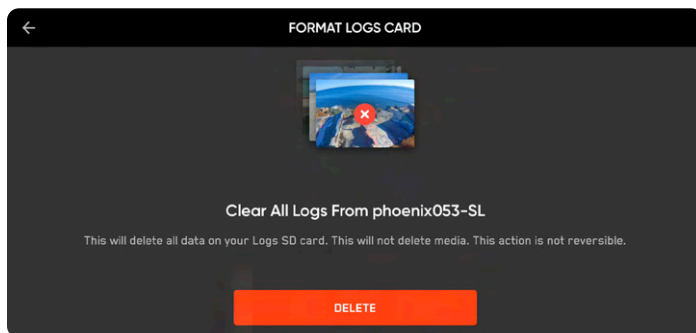 FORMAT LOGS CARD
Clear All Logs From phoenix053-SL
This will delete all data on your Logs SD card. This will not delete media. This action is not reversible.
DELETE